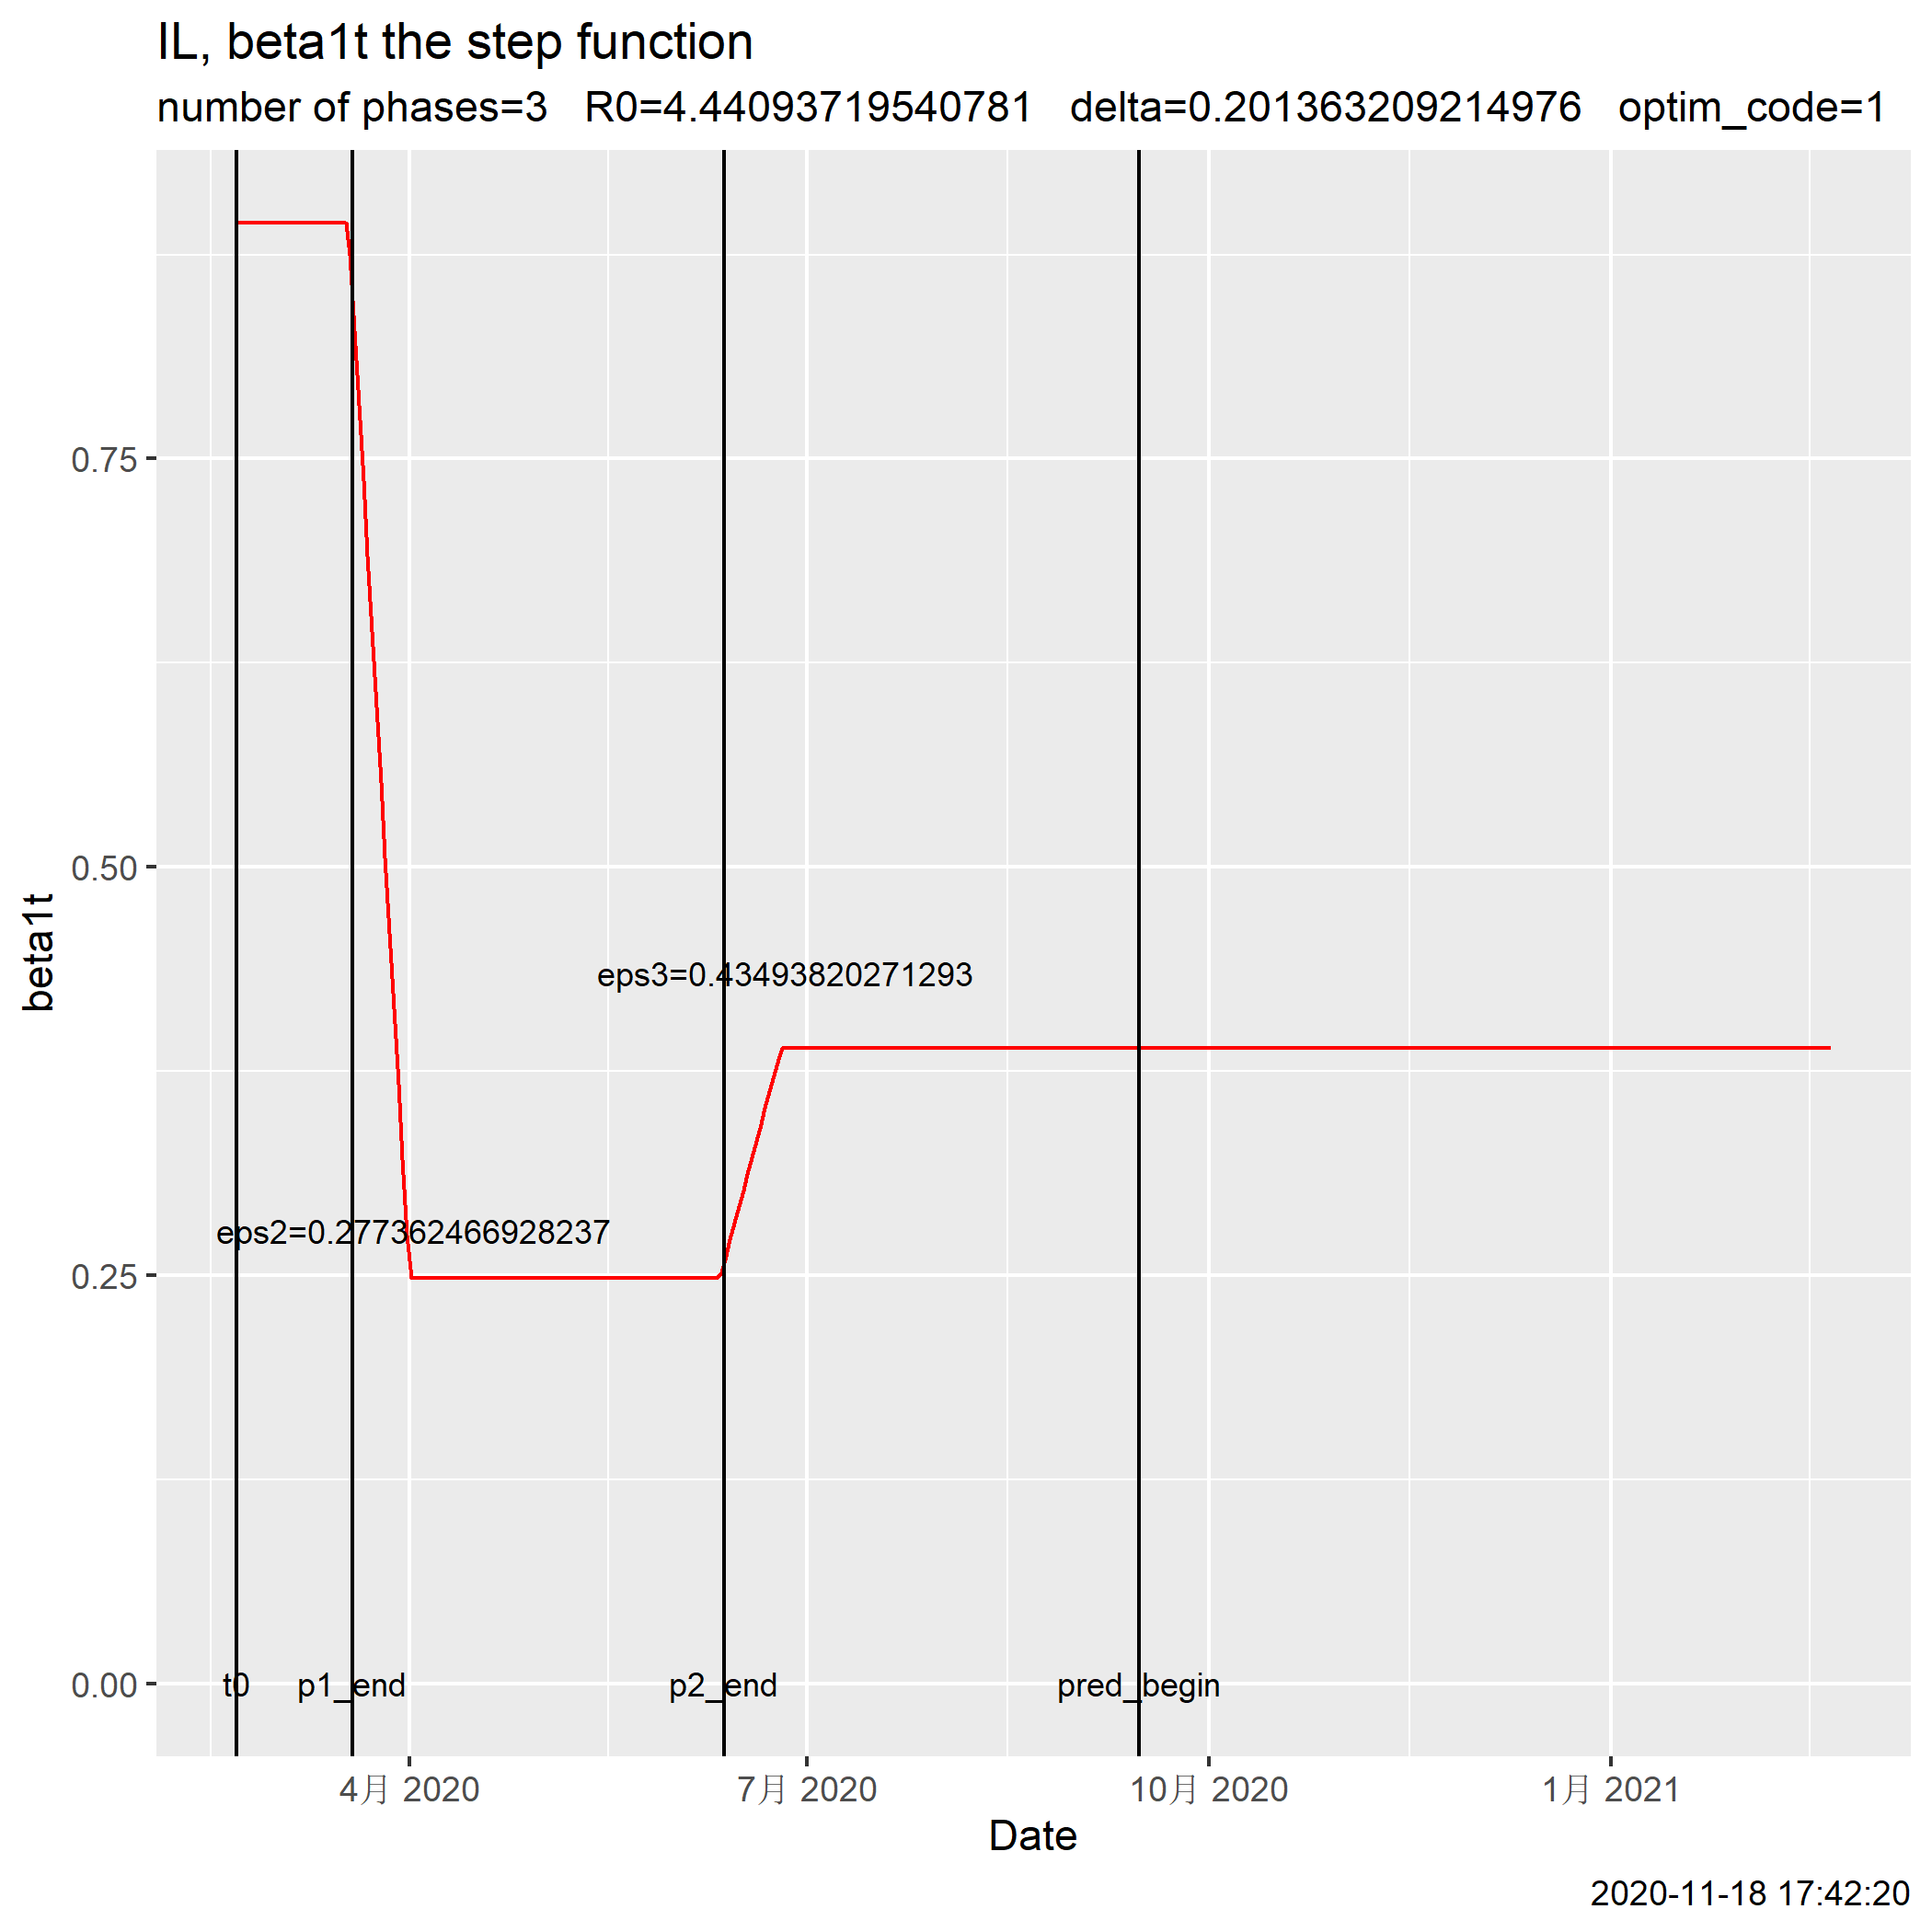 IL, beta1t the step function
number of phases=3 R0=4.44093719540781 delta=0.201363209214976 optim_code=1
0.75
0.50
eps3=0.43493820271293
eps2=0.277362466928237
0.25
0.00
t0 p1_end p2_end pred_begin
beta1t
4月 2020 7月 2020 10月 2020 1月 2021
Date
2020-11-18 17:42:20